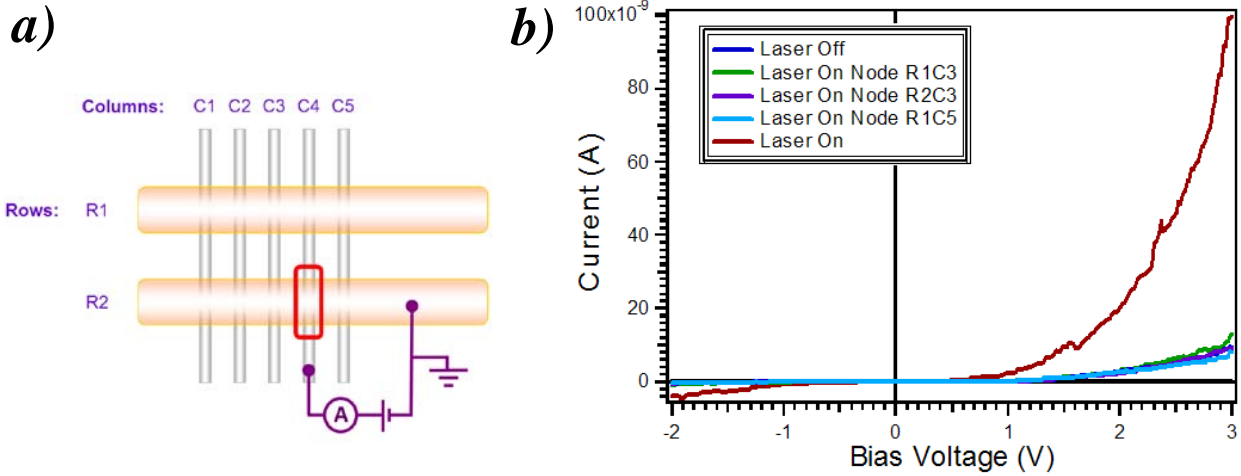 a)
Columns: C1 C2 C3 C4 C5
Rows: R1
R2
A
b)
100x10-9
80
60
40
20
0
Current (A)
Laser Off
Laser On Node R1C3
Laser On Node R2C3
Laser On Node R1C5
Laser On
-2 -1 0 1 2 3
Bias Voltage (V)